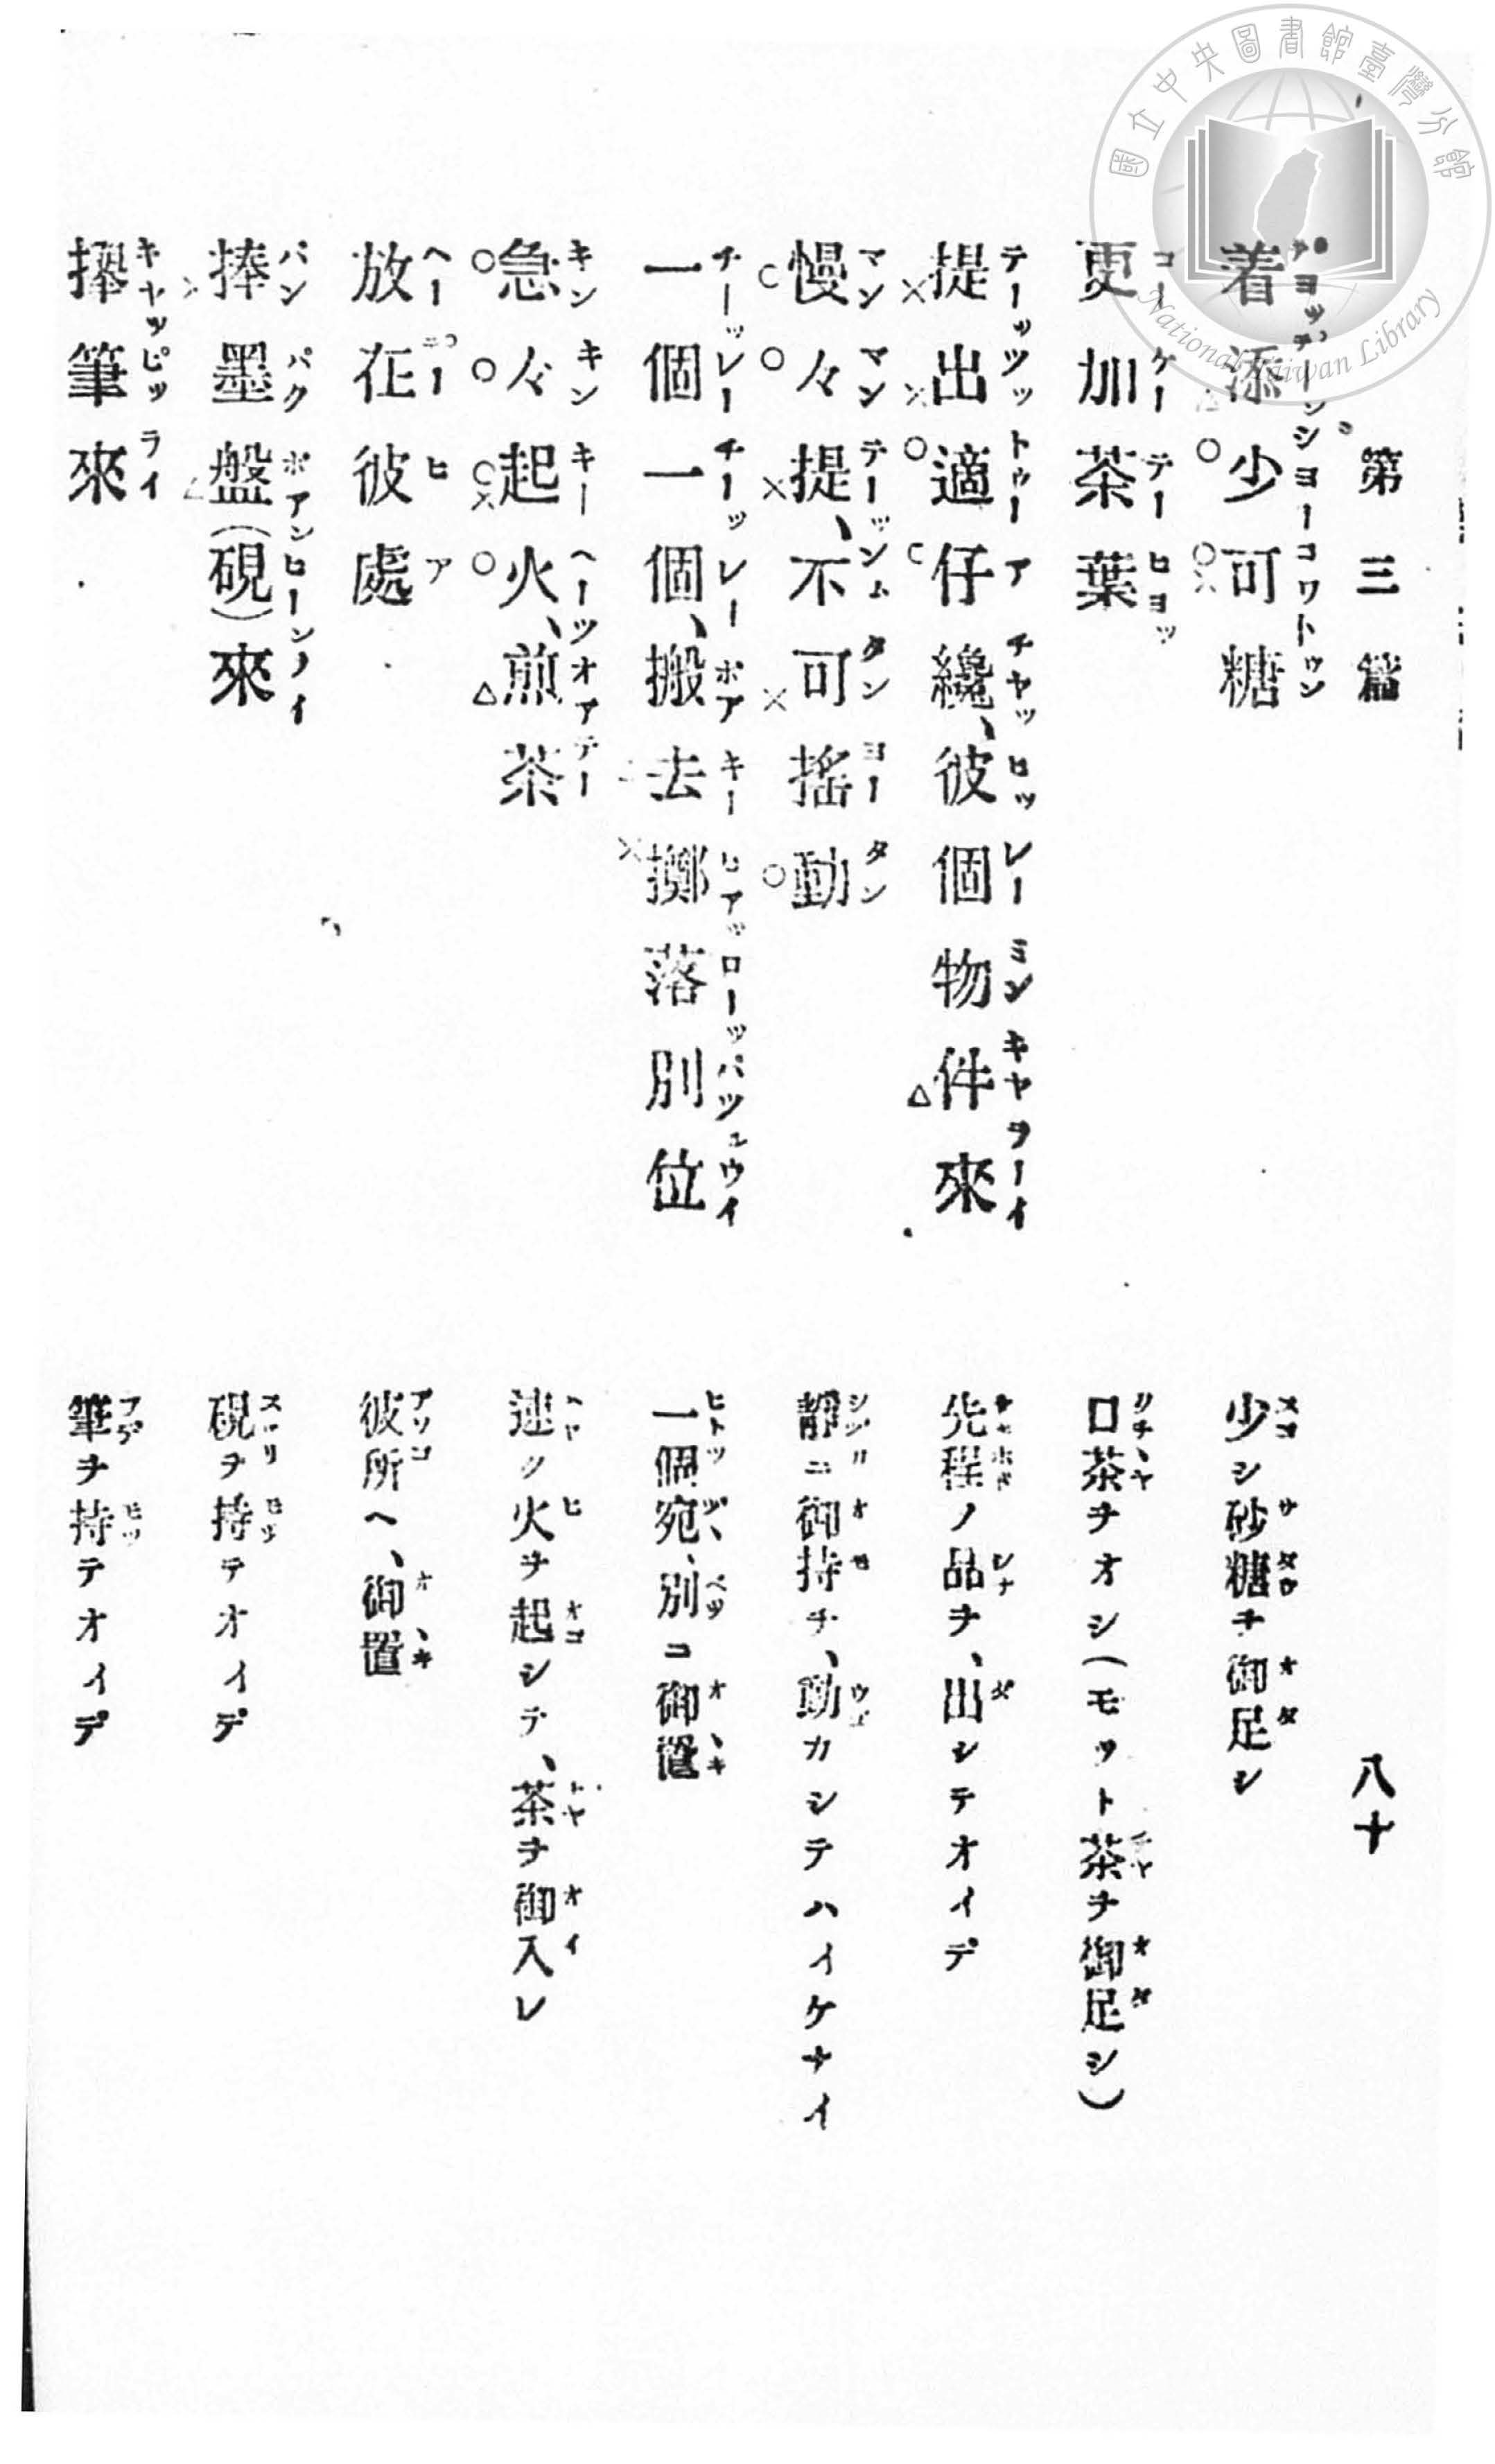 第三篇
八十
着添少可糖
少シ砂糖ヲ御足シ
更加茶葉
口茶ヲオシ(モット茶ヲ御足シ)
提出適仔纔、彼個物件來
先程ノ品ヲ、出シテオイデ
慢々提、不可搖動
靜ニ御持チ、動カシテハイケナイ
一個一個、搬去擲落別位
一個宛、別ニ御置
急々起火、煎茶
速ク火ヲ起シテ、茶ヲ御入レ
放在彼處
彼所ヘ、御置
捧墨盤(硯)來
硯ヲ持テオイデ
筆來
筆ヲ持テオイデ
國立中央圖書館臺灣分館
National Taiwan Library